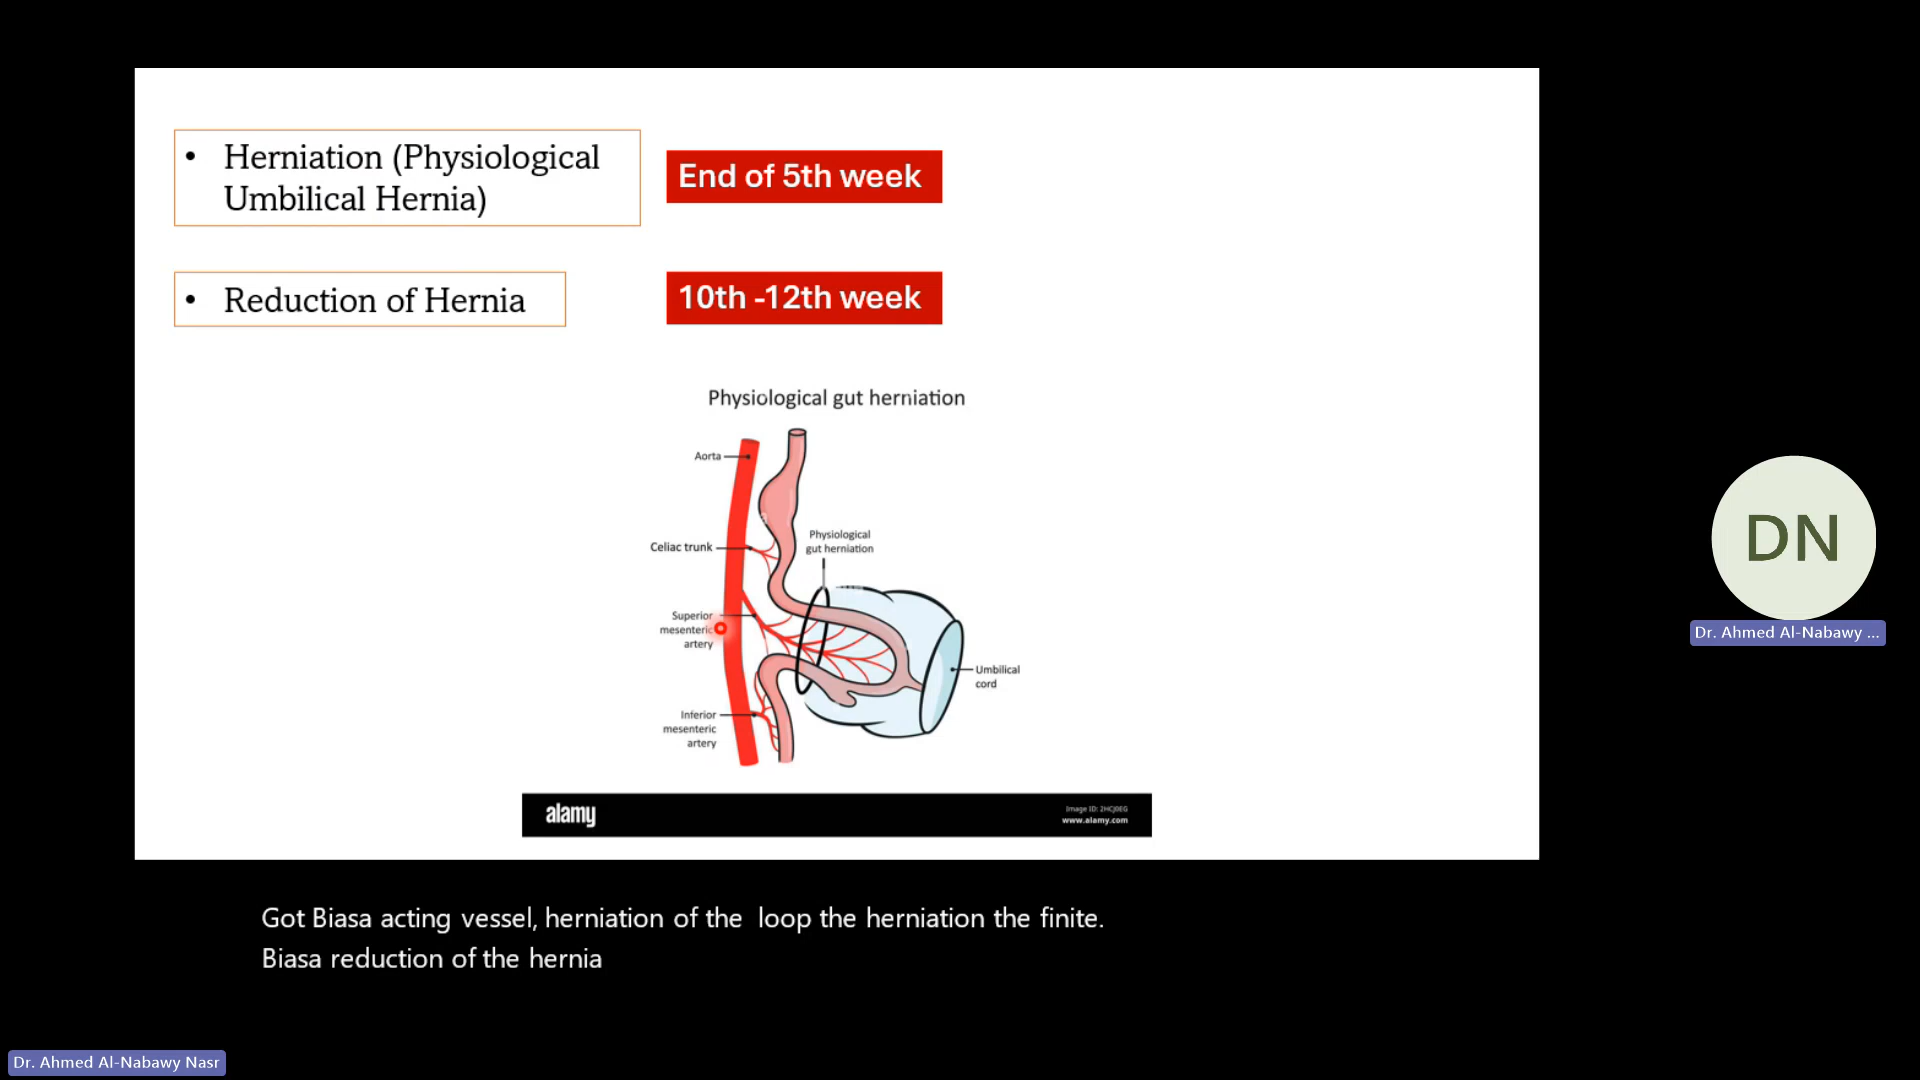 • Herniation (Physiological
Umbilical Hernia)
End of 5th week
• Reduction of Hernia
10th -12th week
Physiological gut herniation
Aorta
Celiac trunk
Physiological
gut herniation
Superior
mesenteric
artery
Umbilical
cord
Inferior
mesenteric
artery
alamy
Image ID: 2HCJ0EG
www.alamy.com
DN
Dr. Ahmed Al-Nabawy ...
Got Biasa acting vessel, herniation of the loop the herniation the finite.
Biasa reduction of the hernia
Dr. Ahmed Al-Nabawy Nasr